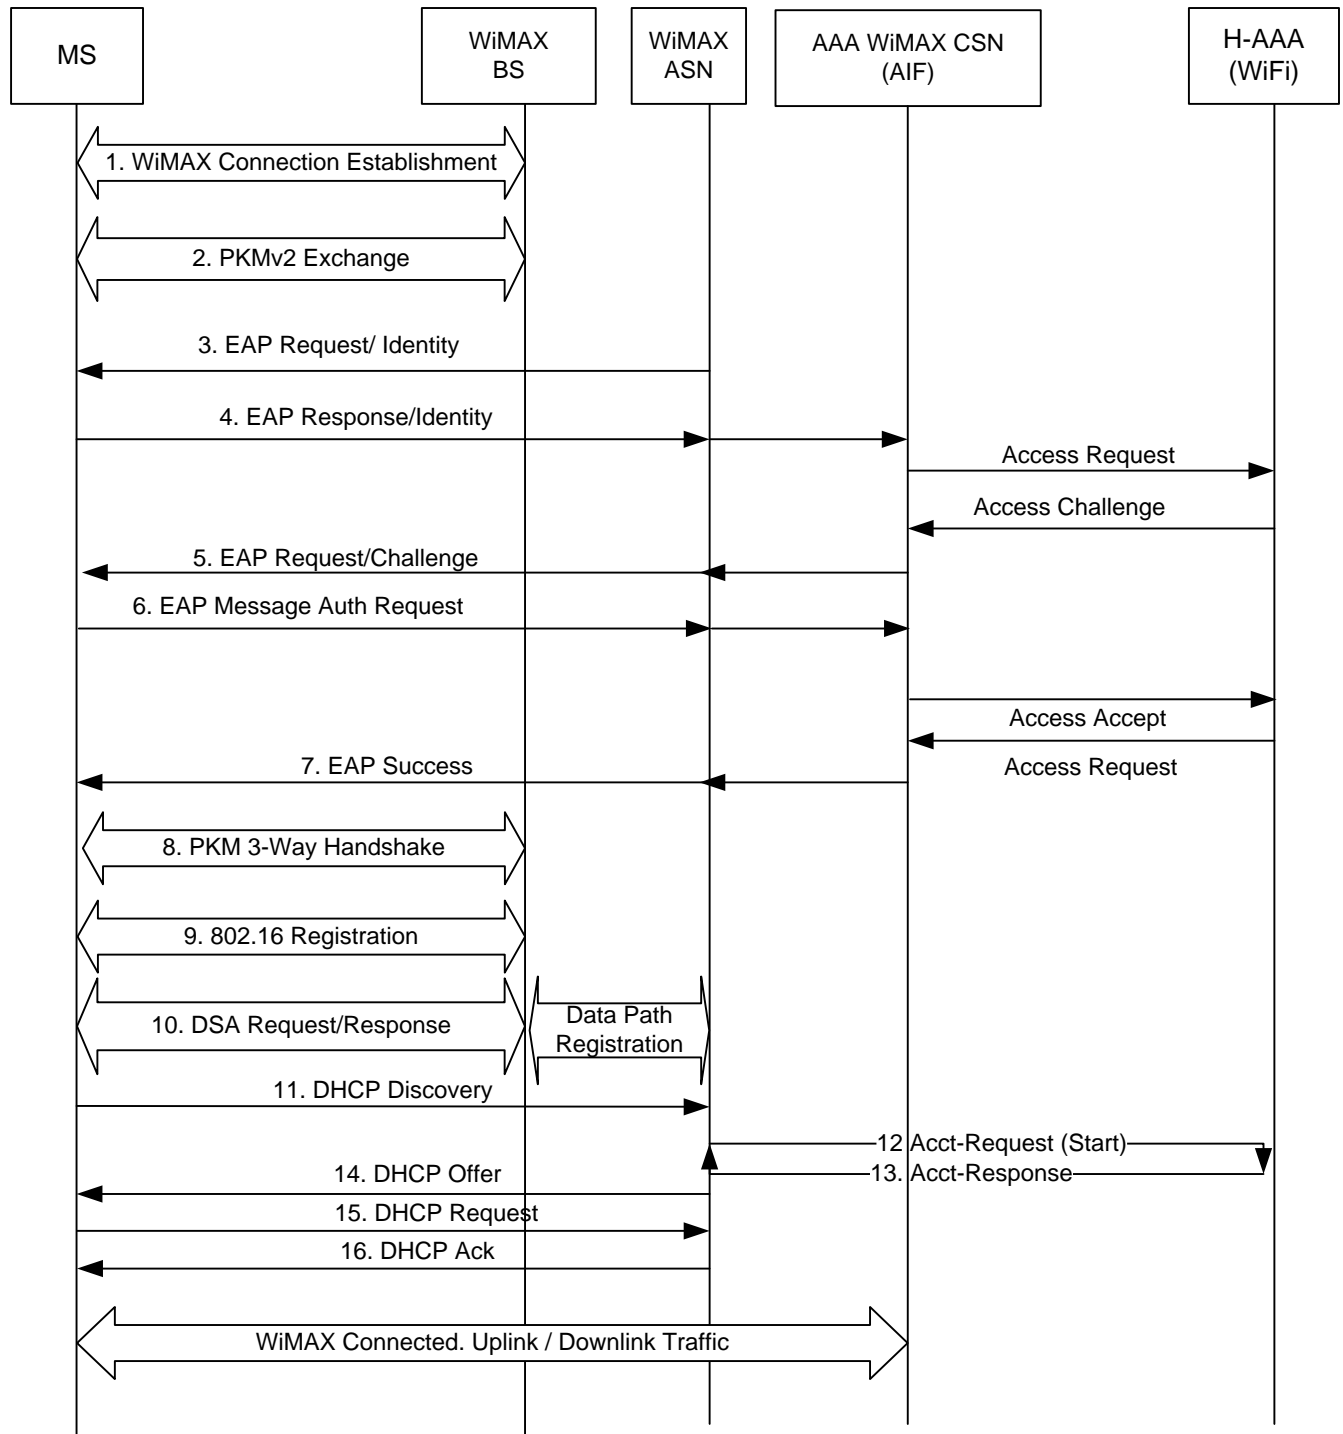 MS
WiMAX
BS
WiMAX
ASN
AAA WiMAX CSN
(AIF)
H-AAA
(WiFi)
1. WiMAX Connection Establishment
2. PKMv2 Exchange
3. EAP Request/ Identity
4. EAP Response/Identity
Access Request
Access Challenge
5. EAP Request/Challenge
6. EAP Message Auth Request
Access Accept
7. EAP Success
Access Request
8. PKM 3-Way Handshake
9. 802.16 Registration
10. DSA Request/Response
Data Path
Registration
11. DHCP Discovery
12 Acct-Request (Start)
13. Acct-Response
14. DHCP Offer
15. DHCP Request
16. DHCP Ack
WiMAX Connected. Uplink / Downlink Traffic